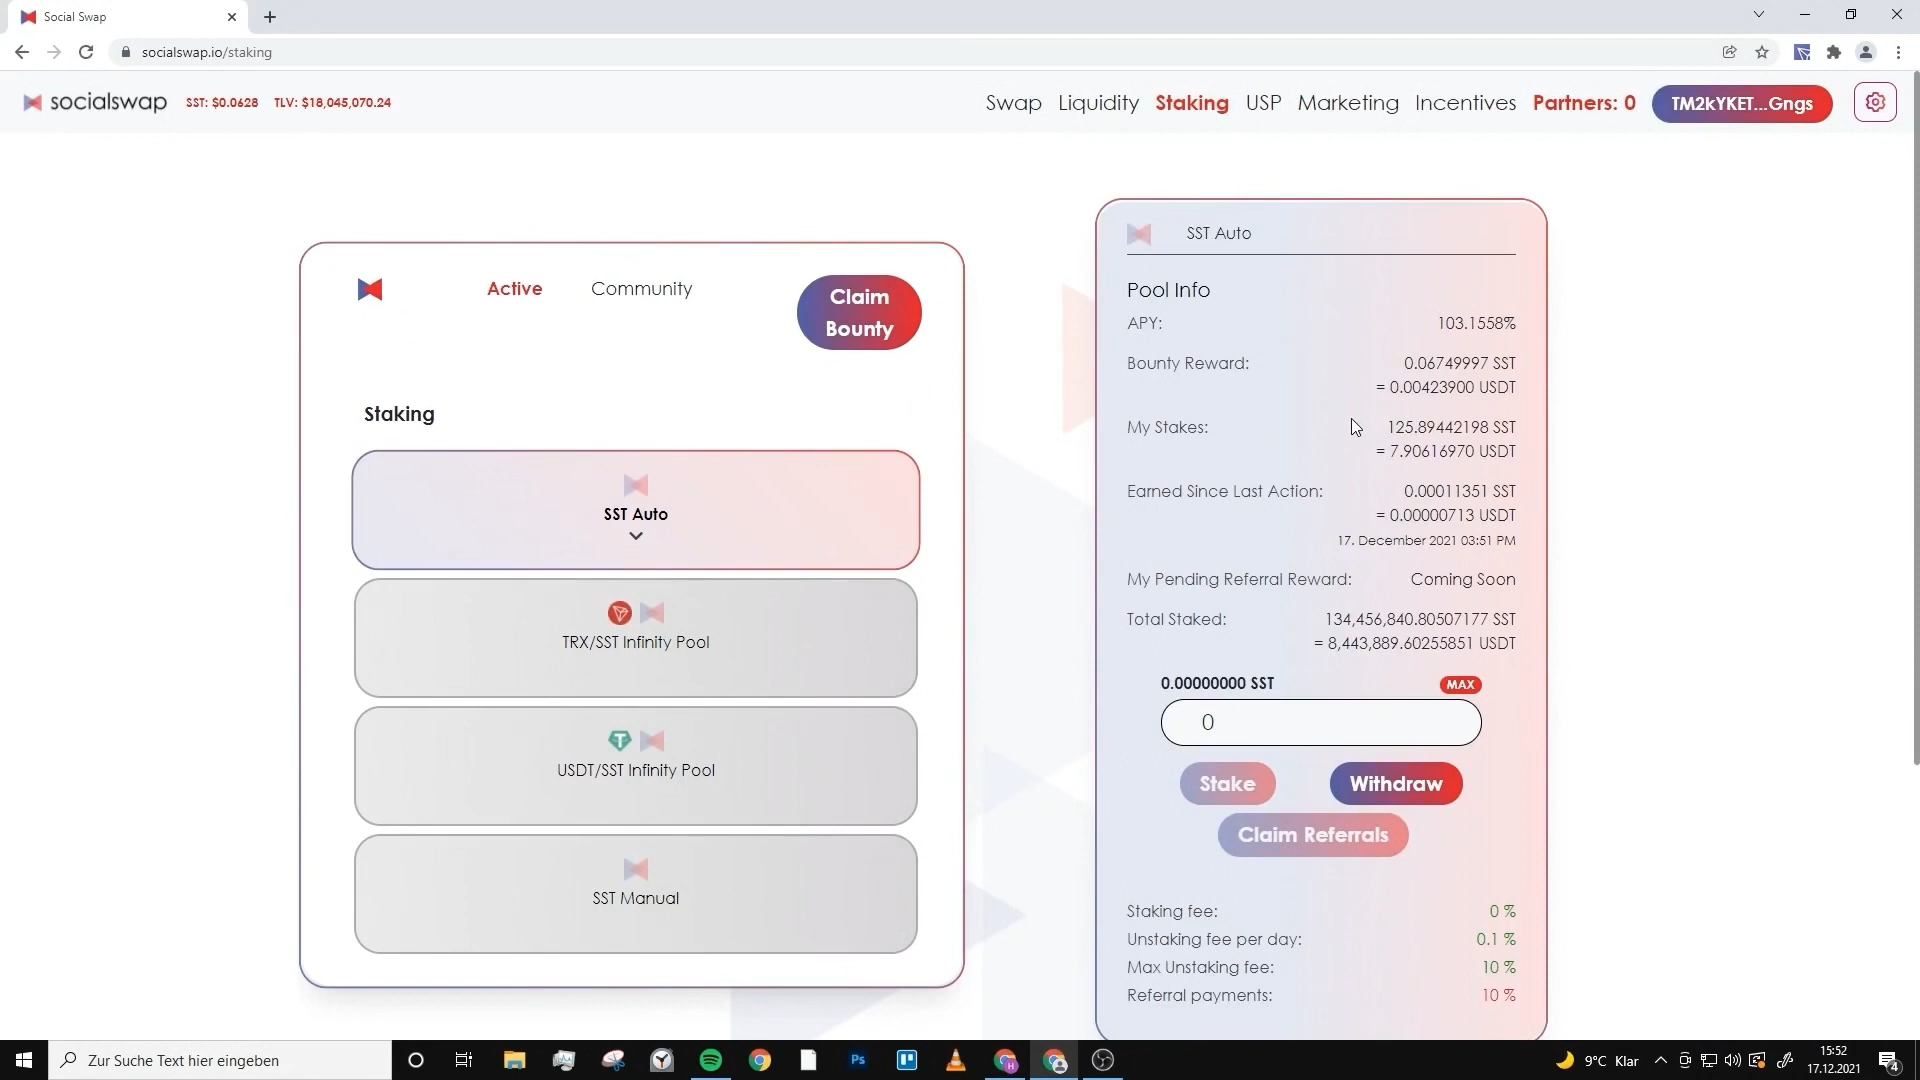 Social Swap
socialswap.io/staking
socialswap SST: $0.0628 TLV: $18,045,070.24
Swap Liquidity Staking USP Marketing Incentives Partners: 0 TM2kYKET...Gngs
Active Community
Claim
Bounty
Staking
SST Auto
TRX/SST Infinity Pool
USDT/SST Infinity Pool
SST Manual
SST Auto
Pool Info
APY: 103.1558%
Bounty Reward: 0.06749997 SST
= 0.00423900 USDT
My Stakes: 125.89442198 SST
= 7.90616970 USDT
Earned Since Last Action: 0.00011351 SST
= 0.00000713 USDT
17. December 2021 03:51 PM
My Pending Referral Reward: Coming Soon
Total Staked: 134,456,840.80507177 SST
= 8,443,889.60255851 USDT
0.00000000 SST MAX
0
Stake Withdraw
Claim Referrals
Staking fee: 0 %
Unstaking fee per day: 0.1 %
Max Unstaking fee: 10 %
Referral payments: 10 %
Zur Suche Text hier eingeben
Ps
H
9°C Klar
15:52
17.12.2021
4